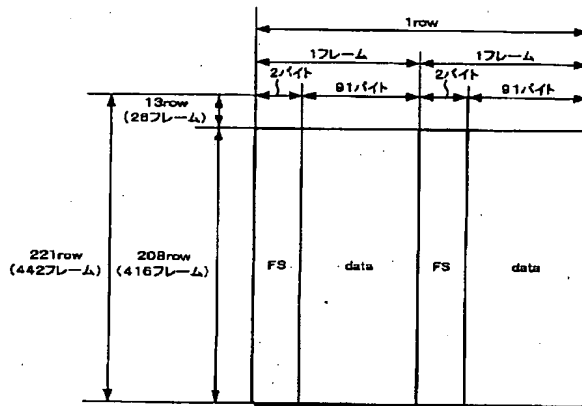 1row
1フレーム 1フレーム
2バイト 91バイト 2バイト 91バイト
13row
(26フレーム)
221row
(442フレーム)
208row
(416フレーム)
FS data FS data